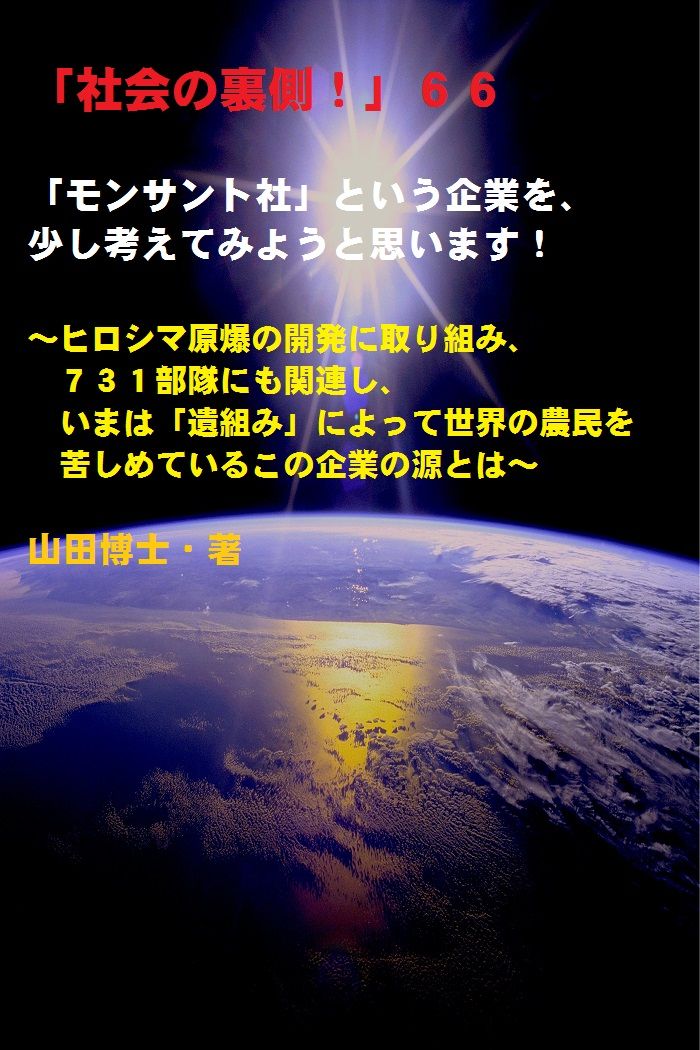 「社会の裏側！」６６
「モンサント社」という企業を、
少し考えてみようと思います！
～ヒロシマ原爆の開発に取り組み、
７３１部隊にも関連し、
いまは「遺組み」によって世界の農民を
苦しめているこの企業の源とは～
山田博士・著